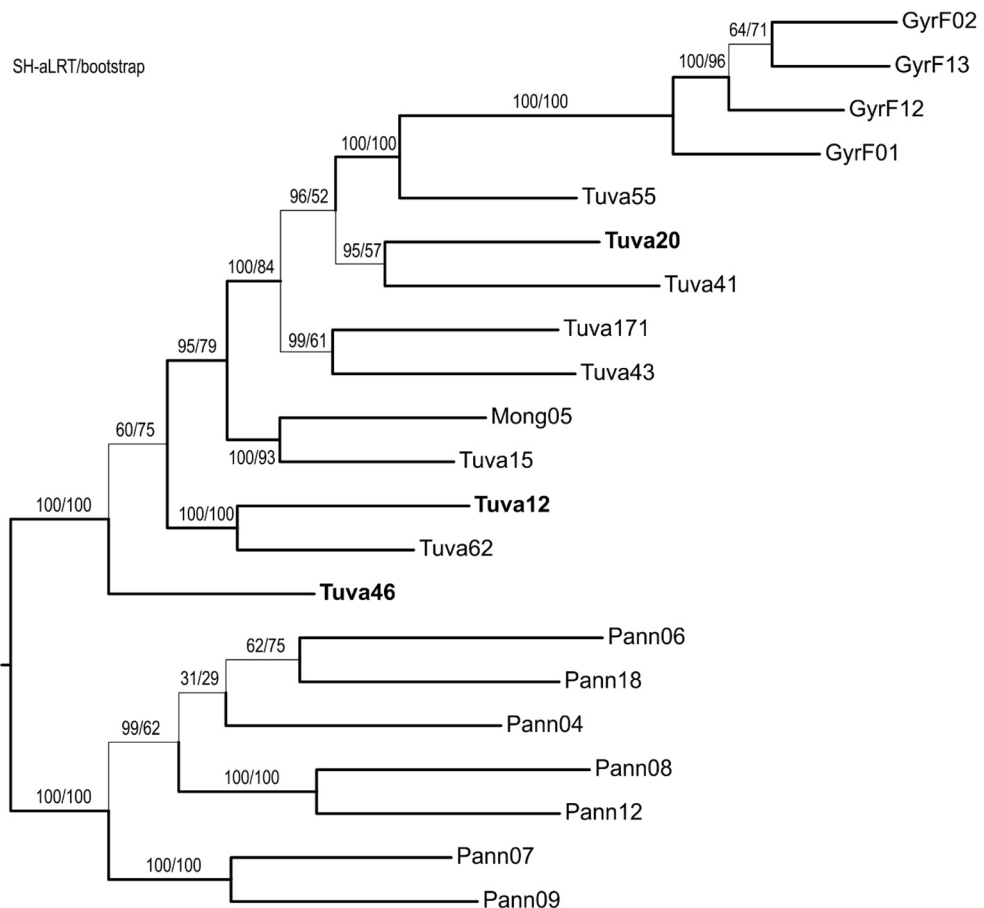 GyrF02
64/71
SH-aLRT/bootstrap
GyrF13
100/96
100/100
GyrF12
100/100
GyrF01
96/52
Tuva55
95/57
Tuva20
100/84
Tuva41
99/61
Tuva171
95/79
Tuva43
Mong05
60/75
100/93
Tuva15
100/100
100/100
Tuva12
Tuva62
Tuva46
62/75
Pann06
31/29
Pann18
99/62
Pann04
100/100
Pann08
100/100
Pann12
100/100
Pann07
Pann09